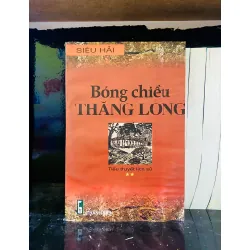 SIÊU HẢI
Bóng chiều
THĂNG LONG
Tiểu thuyết lịch sử